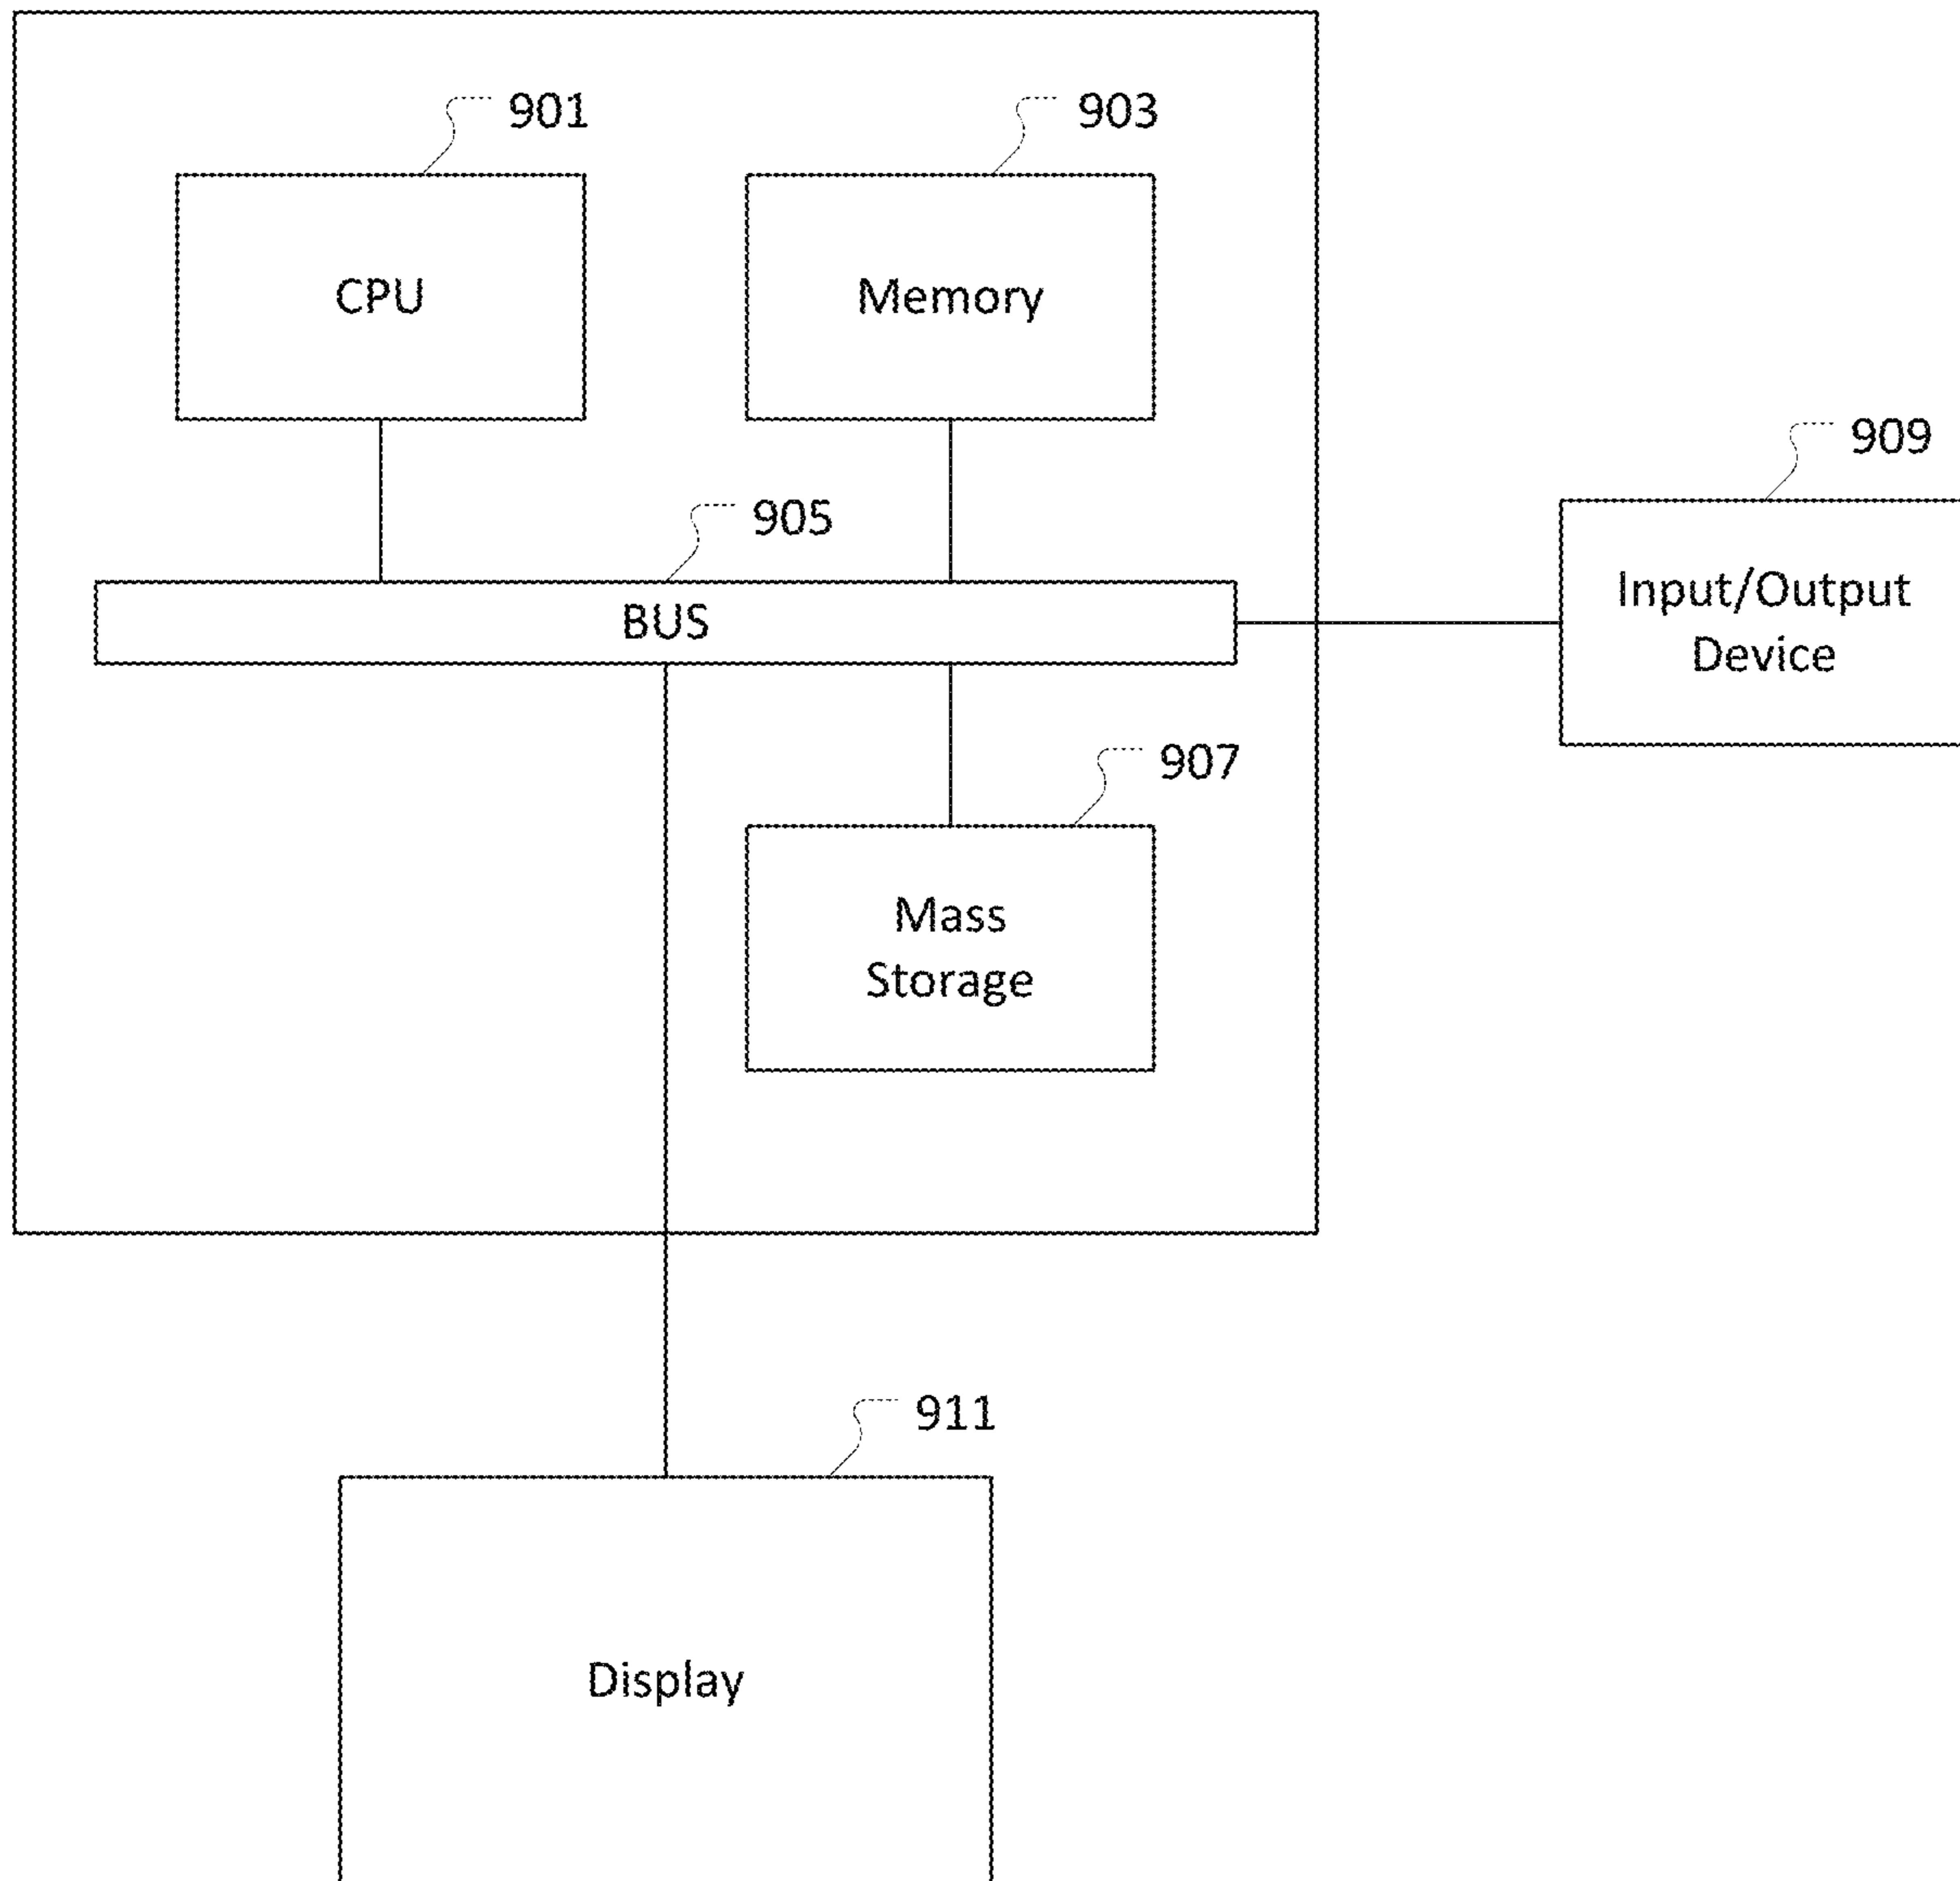 901
903
CPU
Memory
909
905
Input/Output
Device
BUS
907
Mass
Storage
911
Display